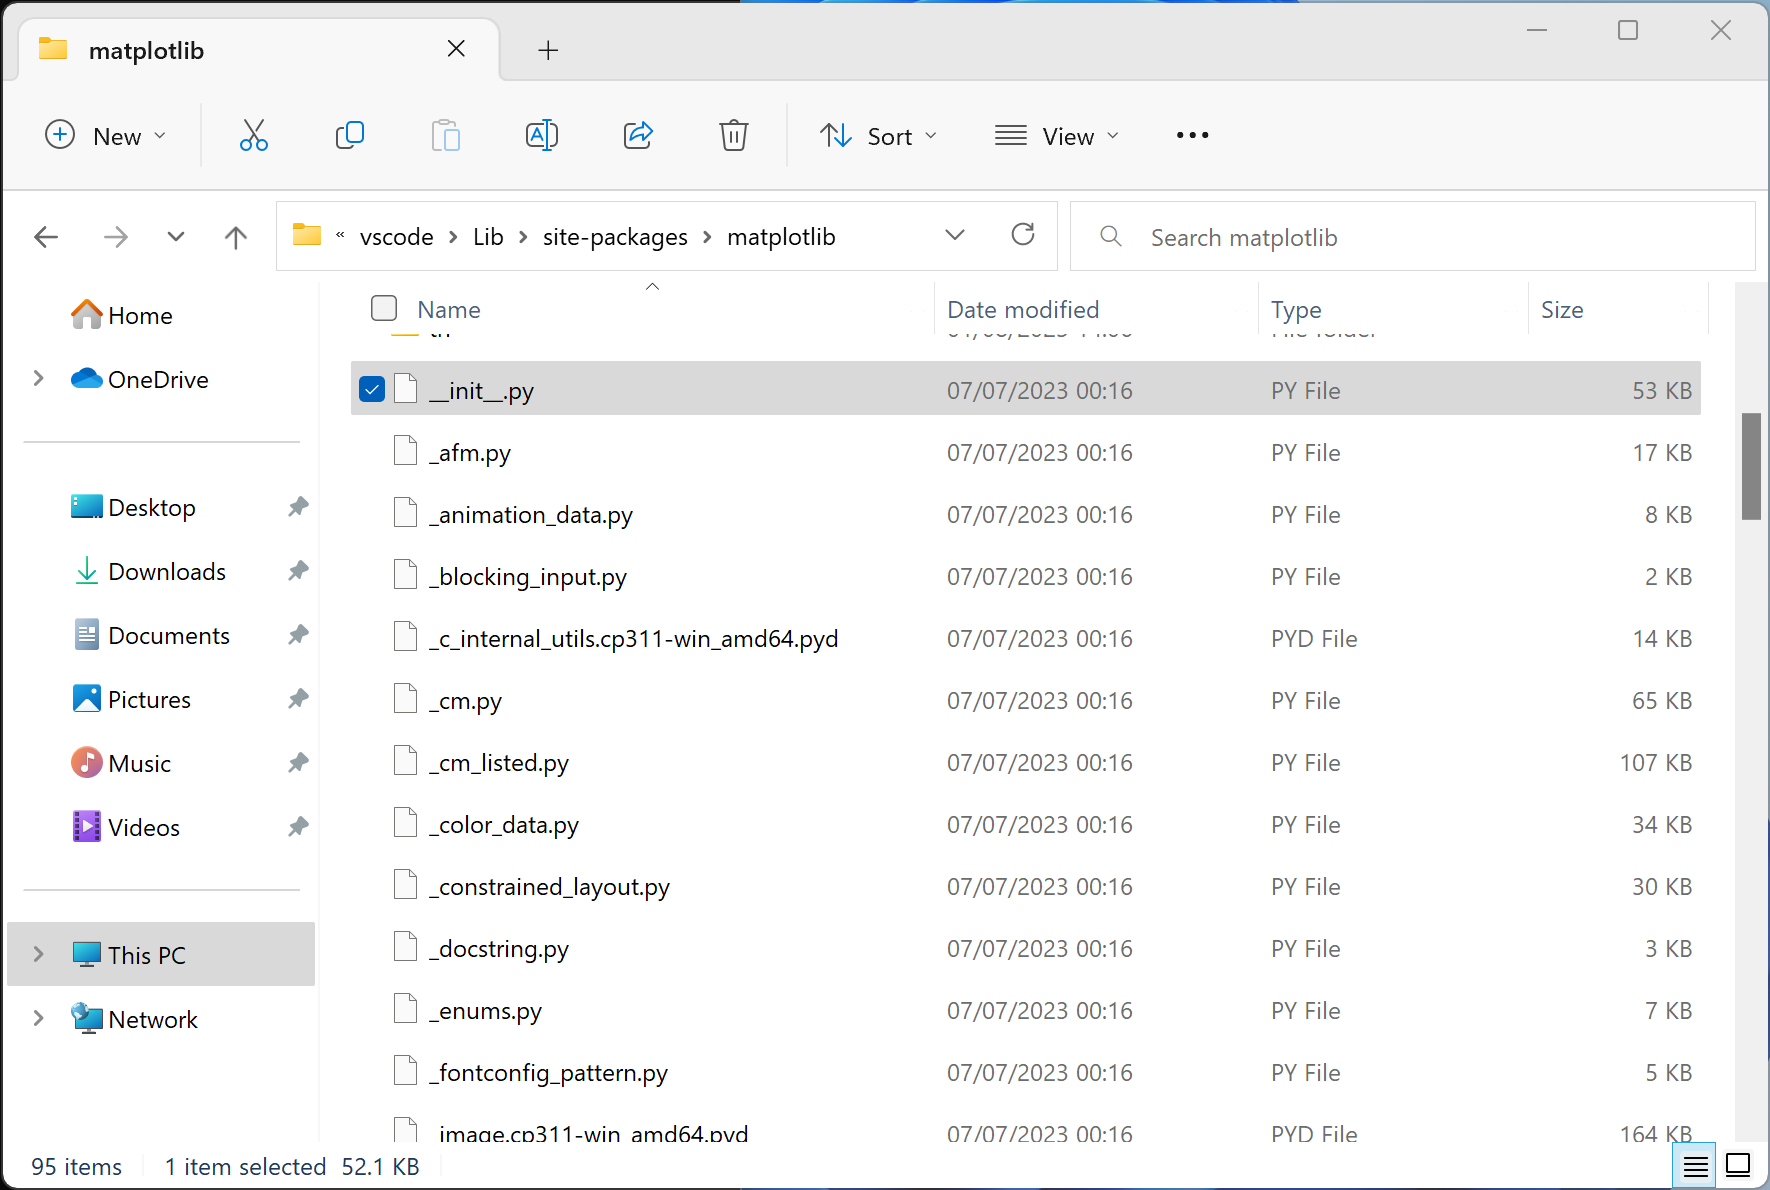 matplotlib
New
Sort
View
« vscode > Lib > site-packages > matplotlib
Search matplotlib
Home
OneDrive
Desktop
Downloads
Documents
Pictures
Music
Videos
This PC
Network
Name Date modified Type Size
__init__.py 07/07/2023 00:16 PY File 53 KB
_afm.py 07/07/2023 00:16 PY File 17 KB
_animation_data.py 07/07/2023 00:16 PY File 8 KB
_blocking_input.py 07/07/2023 00:16 PY File 2 KB
_c_internal_utils.cp311-win_amd64.pyd 07/07/2023 00:16 PYD File 14 KB
_cm.py 07/07/2023 00:16 PY File 65 KB
_cm_listed.py 07/07/2023 00:16 PY File 107 KB
_color_data.py 07/07/2023 00:16 PY File 34 KB
_constrained_layout.py 07/07/2023 00:16 PY File 30 KB
_docstring.py 07/07/2023 00:16 PY File 3 KB
_enums.py 07/07/2023 00:16 PY File 7 KB
_fontconfig_pattern.py 07/07/2023 00:16 PY File 5 KB
_image.cp311-win_amd64.pyd 07/07/2023 00:16 PYD File 164 KB
95 items 1 item selected 52.1 KB